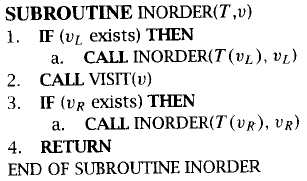 SUBROUTINE INORDER(T,v)
1. IF (v_L exists) THEN
a. CALL INORDER(T(v_L), v_L)
2. CALL VISIT(v)
3. IF (v_R exists) THEN
a. CALL INORDER(T(v_R), v_R)
4. RETURN
END OF SUBROUTINE INORDER